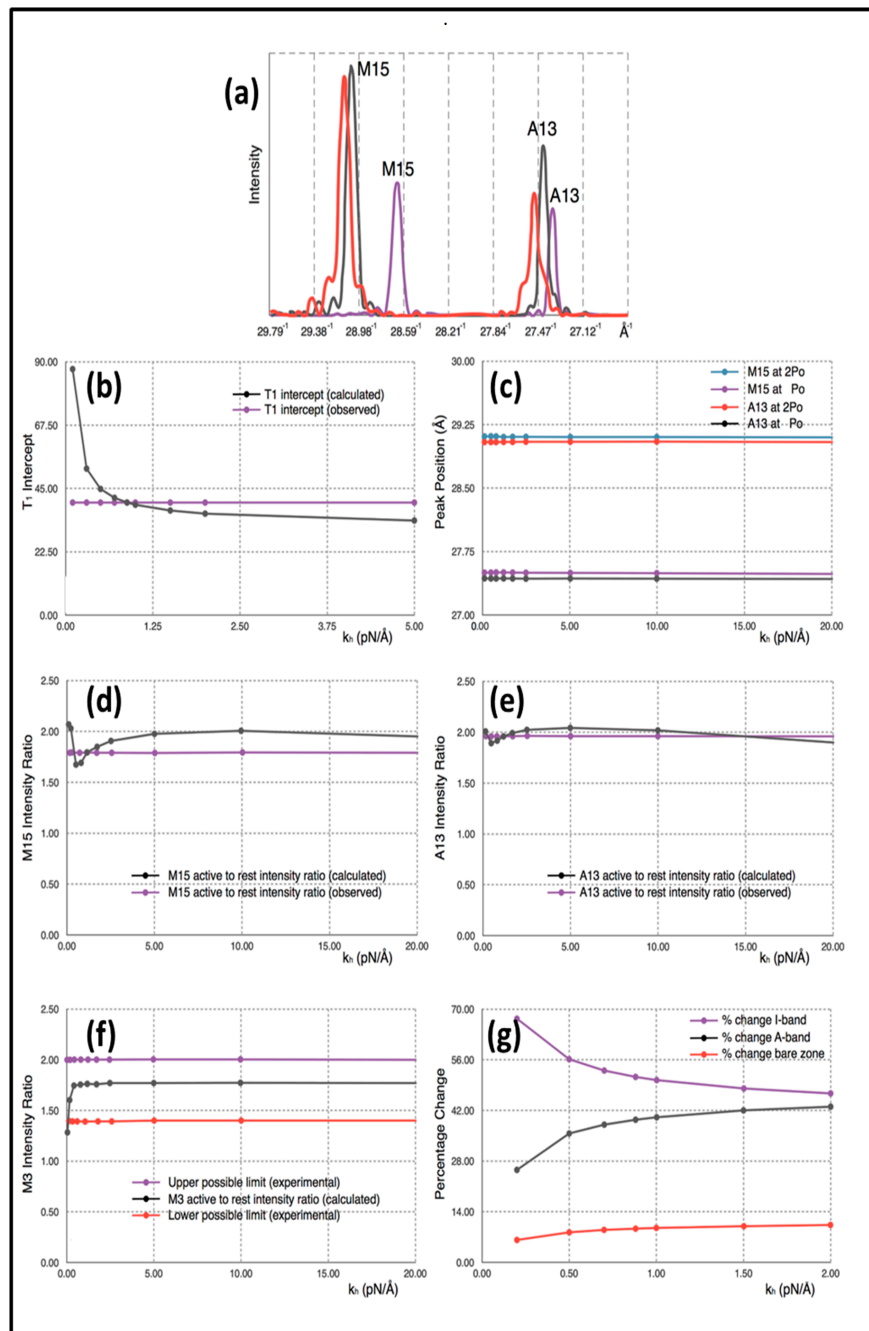 (a)
M15
M15
A13
A13
Intensity
29.79⁻¹ 29.38⁻¹ 28.98⁻¹ 28.59⁻¹ 28.21⁻¹ 27.84⁻¹ 27.47⁻¹ 27.12⁻¹ Å⁻¹
(b)
T1 intercept (calculated)
T1 intercept (observed)
T₁ Intercept
90.00
67.50
45.00
22.50
0.00
0.00 1.25 2.50 3.75 5.00
kₕ (pN/Å)
(c)
M15 at 2Po
M15 at Po
A13 at 2Po
A13 at Po
Peak Position (Å)
30.00
29.25
28.50
27.75
27.00
0.00 5.00 10.00 15.00 20.00
kₕ (pN/Å)
(d)
M15 Intensity Ratio
2.50
2.00
1.50
1.00
0.50
0.00
M15 active to rest intensity ratio (calculated)
M15 active to rest intensity ratio (observed)
0.00 5.00 10.00 15.00 20.00
kₕ (pN/Å)
(e)
A13 Intensity Ratio
2.50
2.00
1.50
1.00
0.50
0.00
A13 active to rest intensity ratio (calculated)
A13 active to rest intensity ratio (observed)
0.00 5.00 10.00 15.00 20.00
kₕ (pN/Å)
(f)
M3 Intensity Ratio
2.50
2.00
1.50
1.00
0.50
0.00
Upper possible limit (experimental)
M3 active to rest intensity ratio (calculated)
Lower possible limit (experimental)
0.00 5.00 10.00 15.00 20.00
kₕ (pN/Å)
(g)
% change I-band
% change A-band
% change bare zone
Percentage Change
70.00
56.00
42.00
28.00
14.00
0.00
0.00 0.50 1.00 1.50 2.00
kₕ (pN/Å)